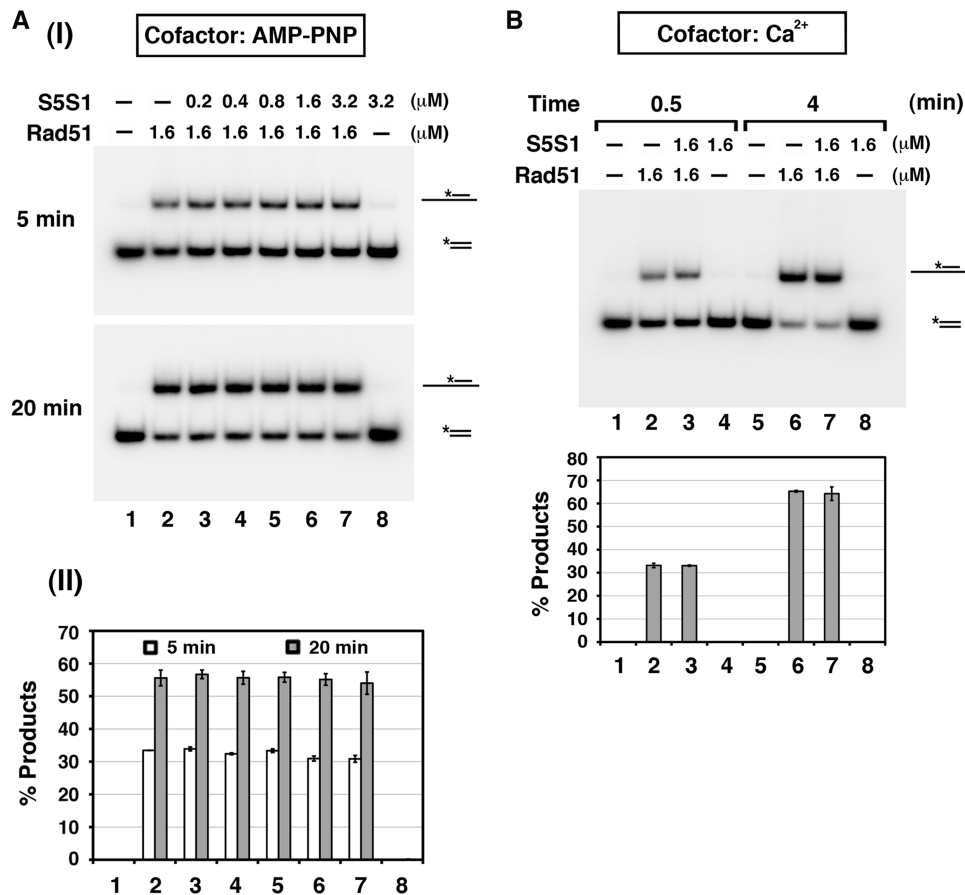 A (I)
Cofactor: AMP-PNP
S5S1 – – 0.2 0.4 0.8 1.6 3.2 3.2 (μM)
Rad51 – 1.6 1.6 1.6 1.6 1.6 1.6 – (μM)
5 min
*
*
20 min
*
*
1 2 3 4 5 6 7 8
(II)
% Products
70
60
50
40
30
20
10
0
5 min 20 min
1 2 3 4 5 6 7 8
B
Cofactor: Ca2+
Time 0.5 4 (min)
S5S1 – – 1.6 1.6 – – 1.6 1.6 (μM)
Rad51 – 1.6 1.6 – – 1.6 1.6 – (μM)
*
*
1 2 3 4 5 6 7 8
% Products
80
70
60
50
40
30
20
10
0
1 2 3 4 5 6 7 8